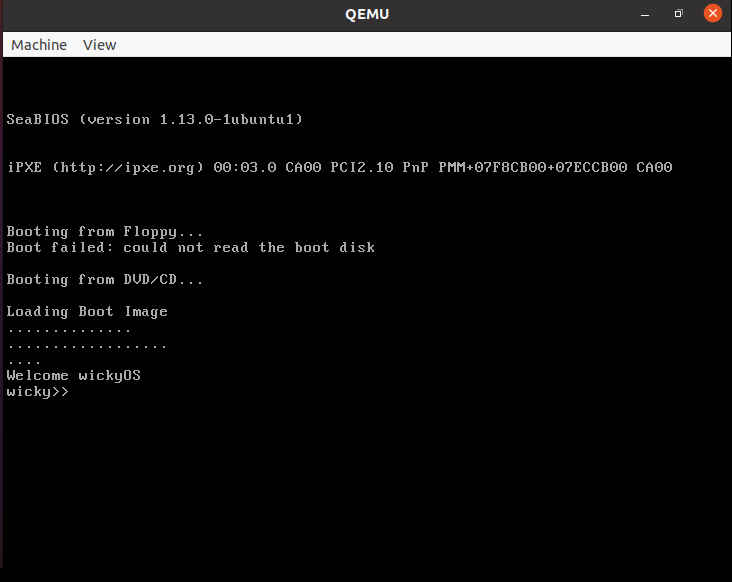 QEMU
Machine View
SeaBIOS (version 1.13.0-1ubuntu1)
iPXE (http://ipxe.org) 00:03.0 CA00 PCI2.10 PnP PMM+07F8CB00+07ECCB00 CA00
Booting from Floppy...
Boot failed: could not read the boot disk
Booting from DVD/CD...
Loading Boot Image
..............
..................
....
Welcome wickyOS
wicky>>